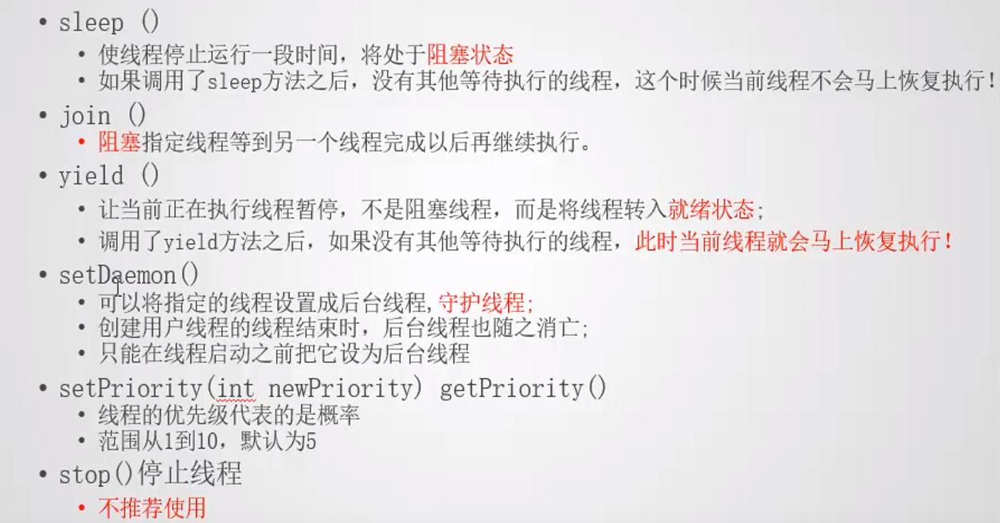 • sleep ()
• 使线程停止运行一段时间，将处于阻塞状态
• 如果调用了sleep方法之后，没有其他等待执行的线程，这个时候当前线程不会马上恢复执行！
• join ()
• 阻塞指定线程等到另一个线程完成以后再继续执行。
• yield ()
• 让当前正在执行线程暂停，不是阻塞线程，而是将线程转入就绪状态;
• 调用了yield方法之后，如果没有其他等待执行的线程，此时当前线程就会马上恢复执行！
• setDaemon()
• 可以将指定的线程设置成后台线程,守护线程;
• 创建用户线程的线程结束时，后台线程也随之消亡;
• 只能在线程启动之前把它设为后台线程
• setPriority(int newPriority) getPriority()
• 线程的优先级代表的是概率
• 范围从1到10，默认为5
• stop()停止线程
• 不推荐使用